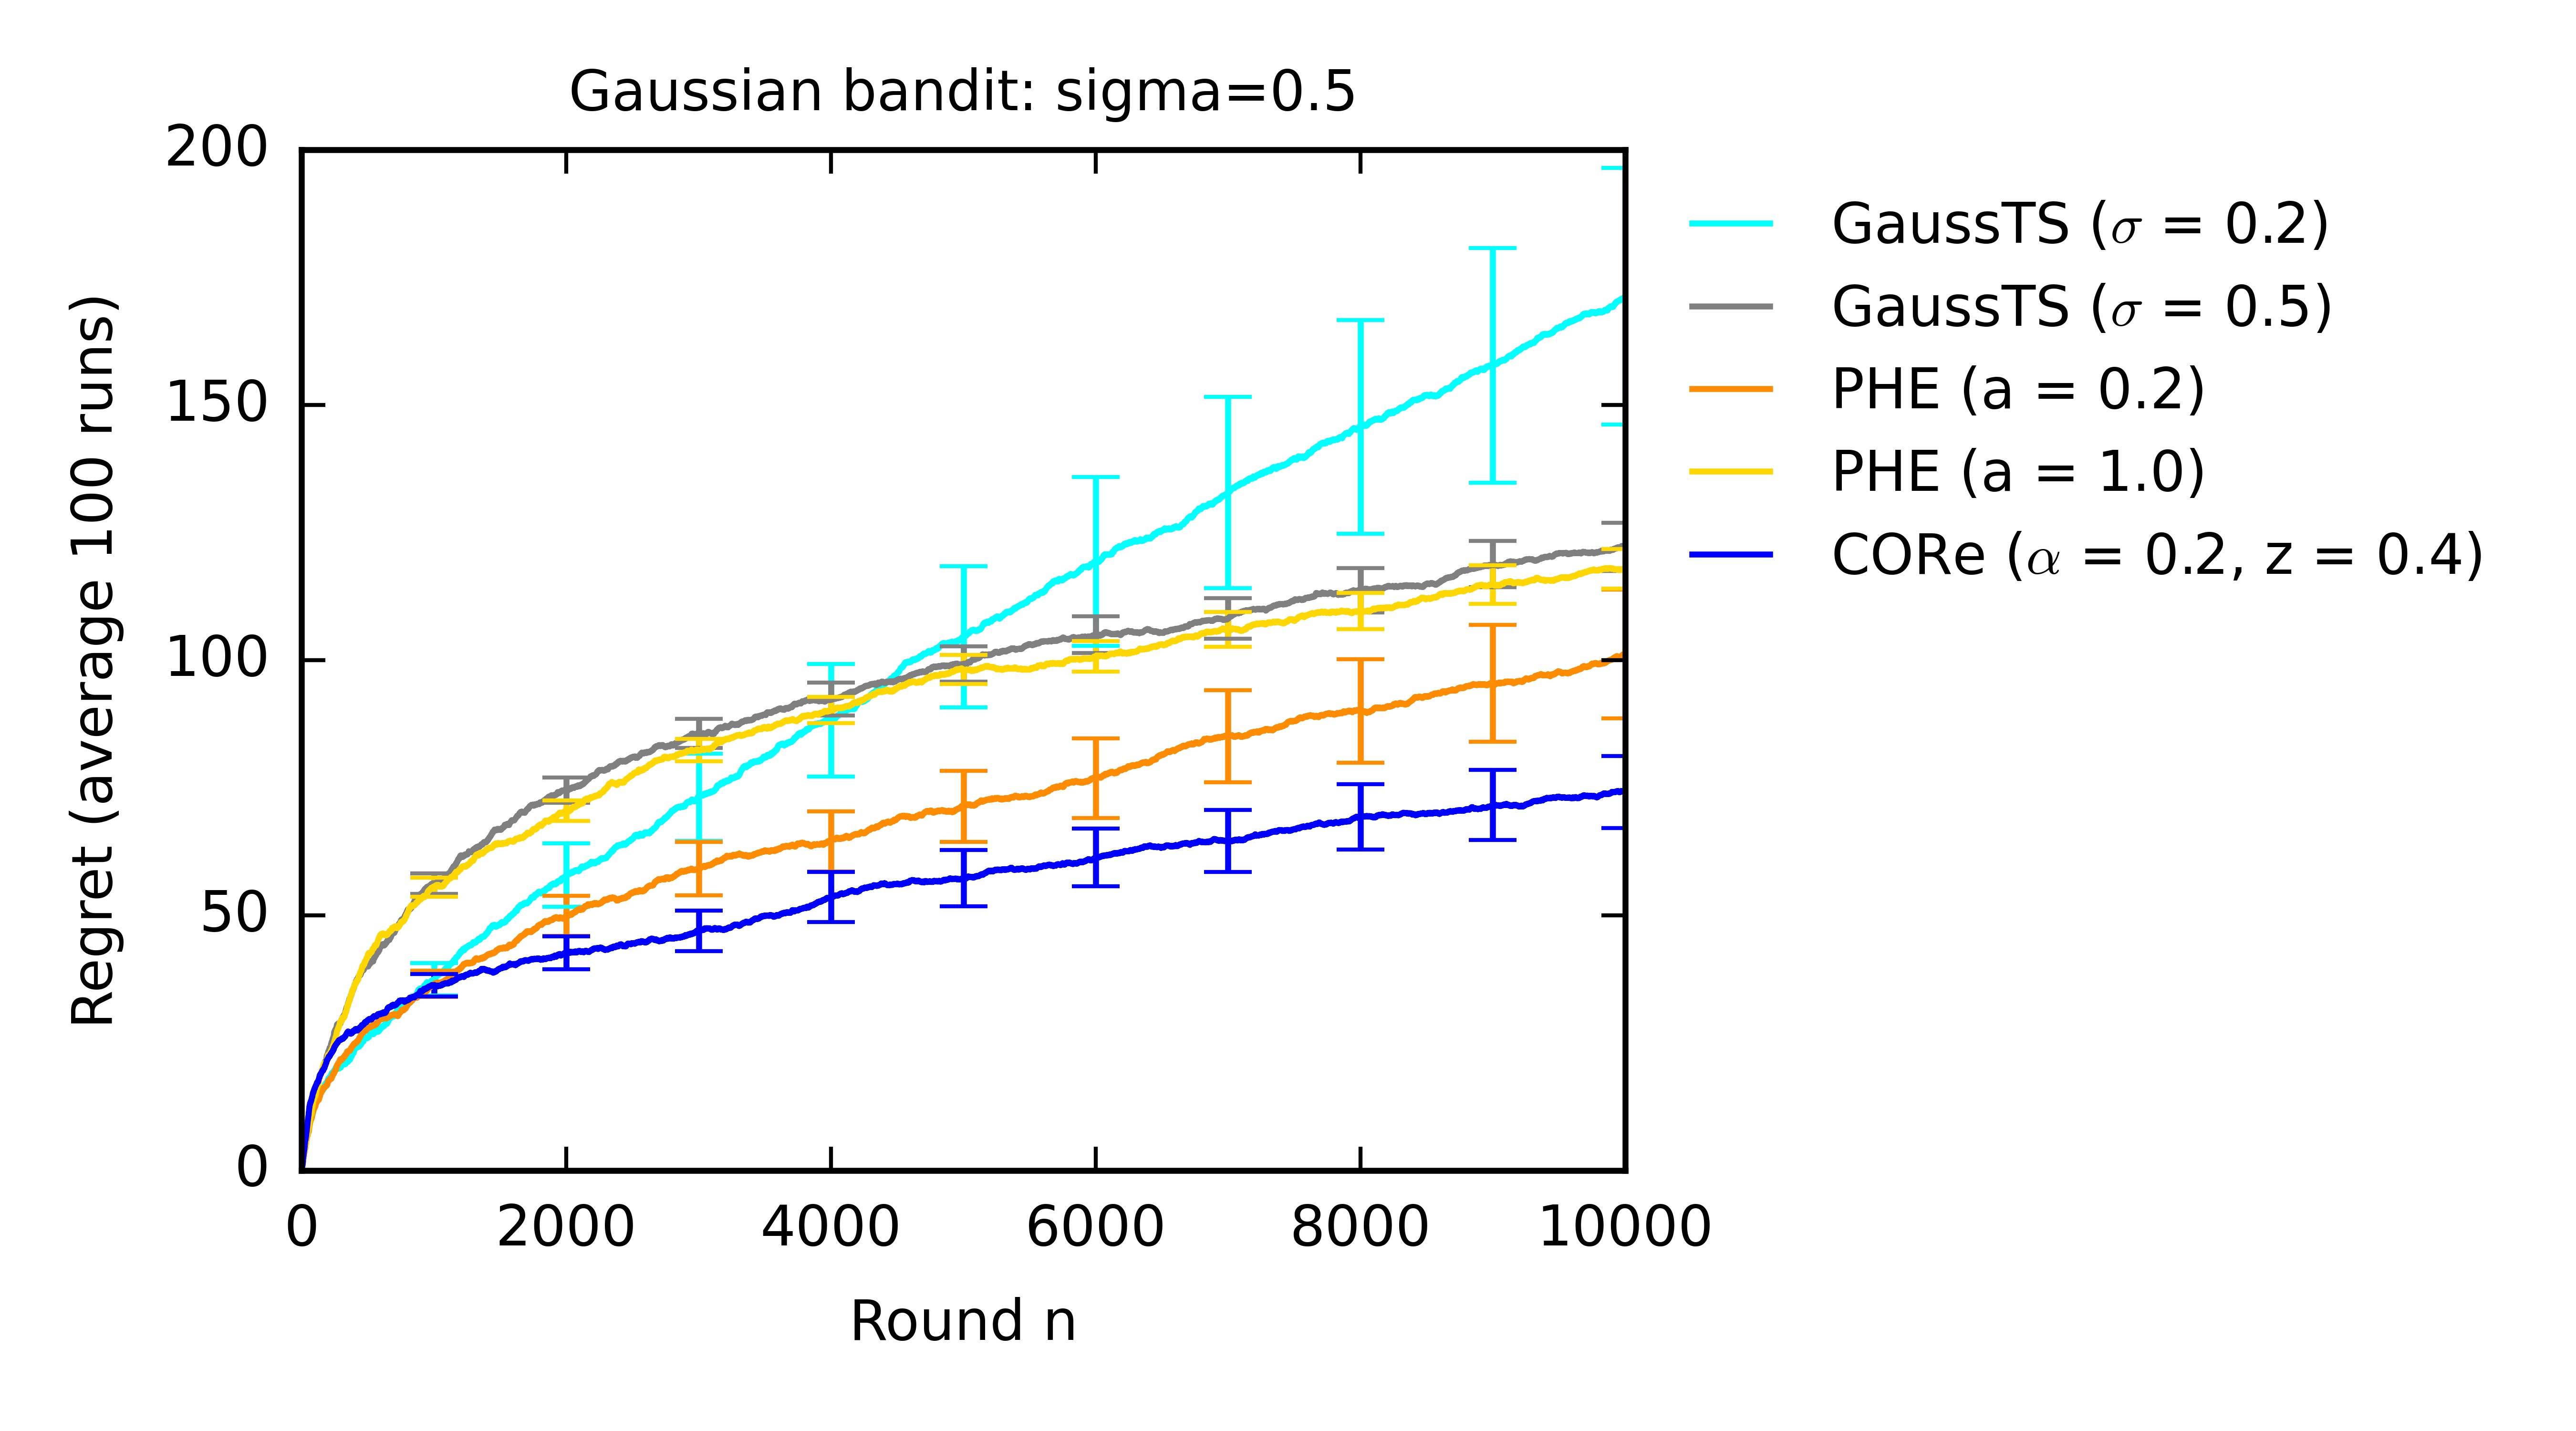 Gaussian bandit: sigma=0.5
200
150
100
50
0
Regret (average 100 runs)
0 2000 4000 6000 8000 10000
Round n
GaussTS (σ = 0.2)
GaussTS (σ = 0.5)
PHE (a = 0.2)
PHE (a = 1.0)
CORe (α = 0.2, z = 0.4)